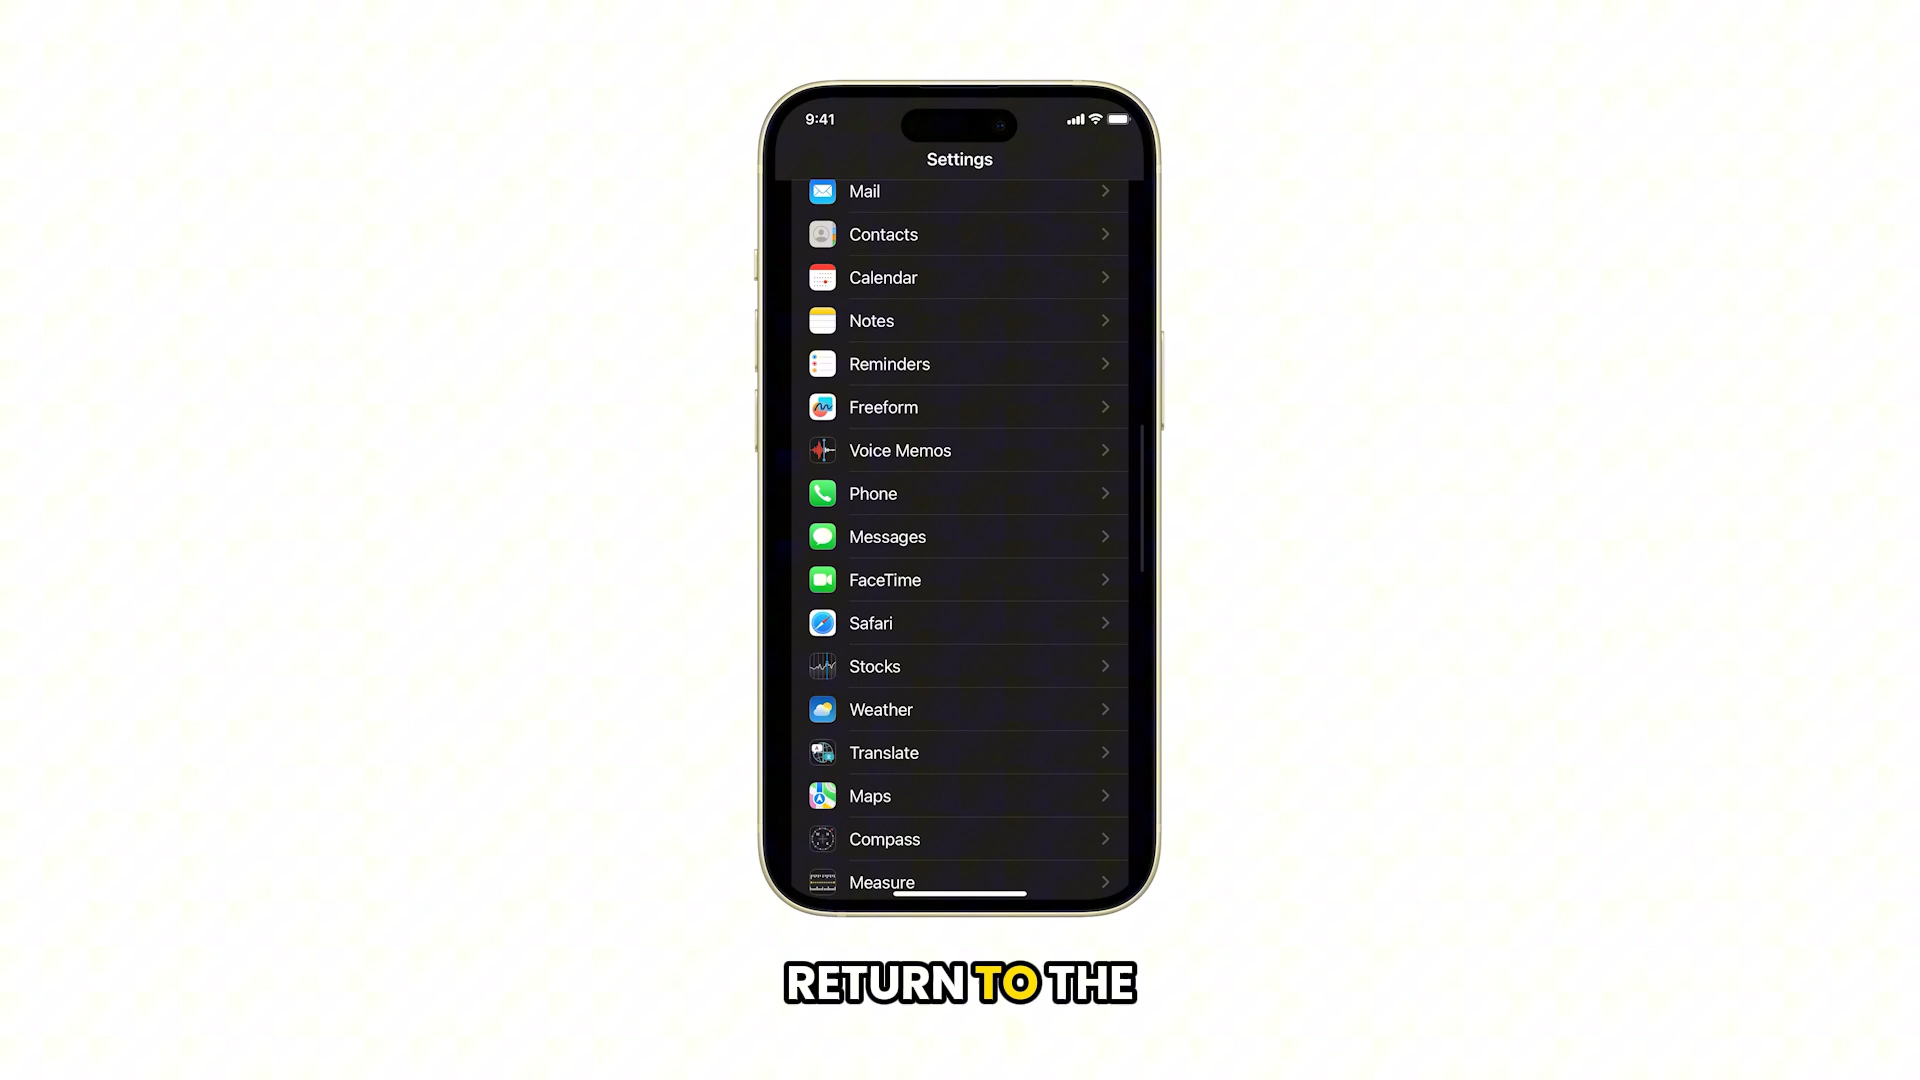 9:41
Settings
Mail
Contacts
Calendar
Notes
Reminders
Freeform
Voice Memos
Phone
Messages
FaceTime
Safari
Stocks
Weather
Translate
Maps
Compass
Measure
RETURN TO THE